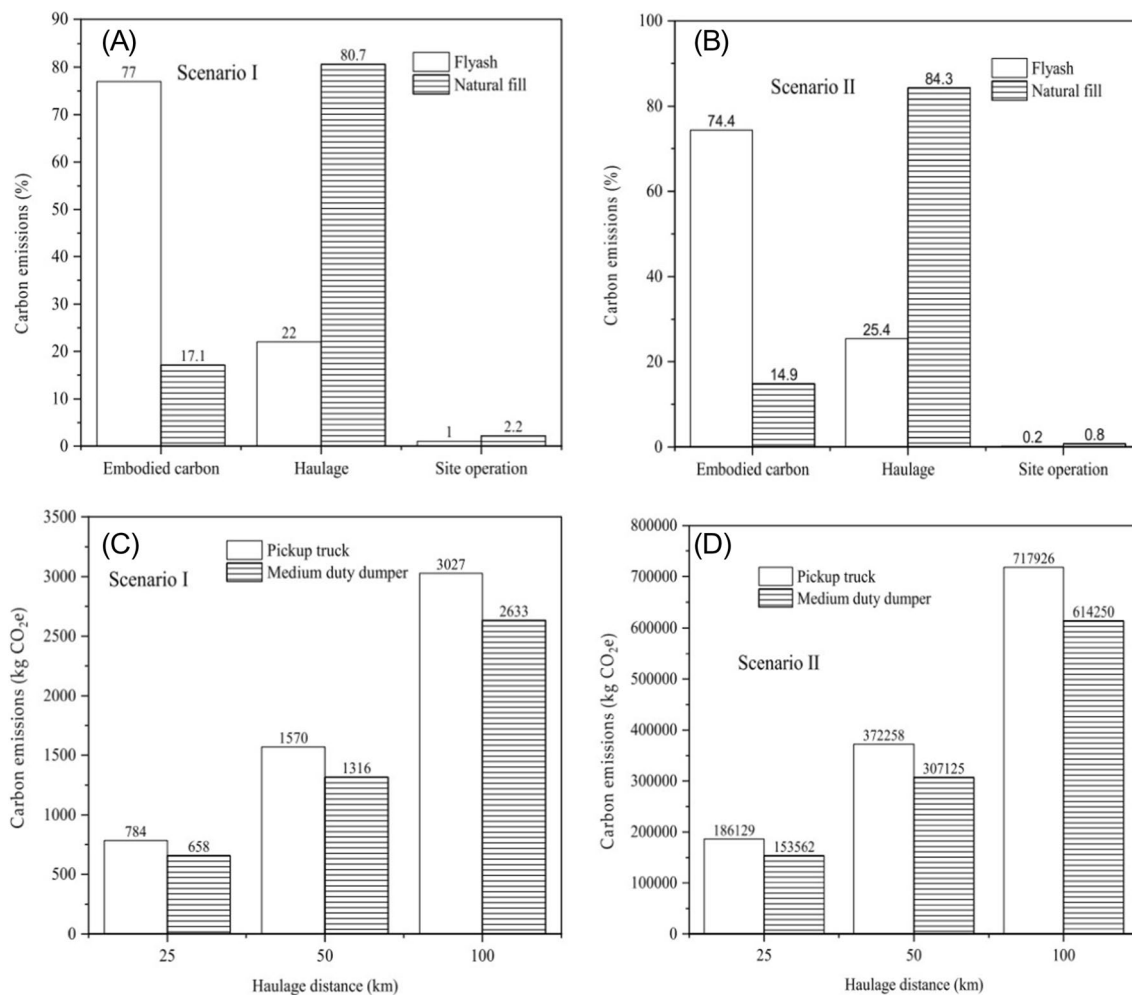 (A)
Scenario I
Flyash
Natural fill
Carbon emissions (%)
90
80
70
60
50
40
30
20
10
0
77
17.1
22
80.7
1
2.2
Embodied carbon
Haulage
Site operation
(B)
Scenario II
Flyash
Natural fill
Carbon emissions (%)
100
80
60
40
20
0
74.4
14.9
25.4
84.3
0.2
0.8
Embodied carbon
Haulage
Site operation
(C)
Scenario I
Pickup truck
Medium duty dumper
Carbon emissions (kg CO₂e)
3500
3000
2500
2000
1500
1000
500
0
784
658
1570
1316
3027
2633
25
50
100
Haulage distance (km)
(D)
Pickup truck
Medium duty dumper
Scenario II
Carbon emissions (kg CO₂e)
800000
700000
600000
500000
400000
300000
200000
100000
0
186129
153562
372258
307125
717926
614250
25
50
100
Haulage distance (km)